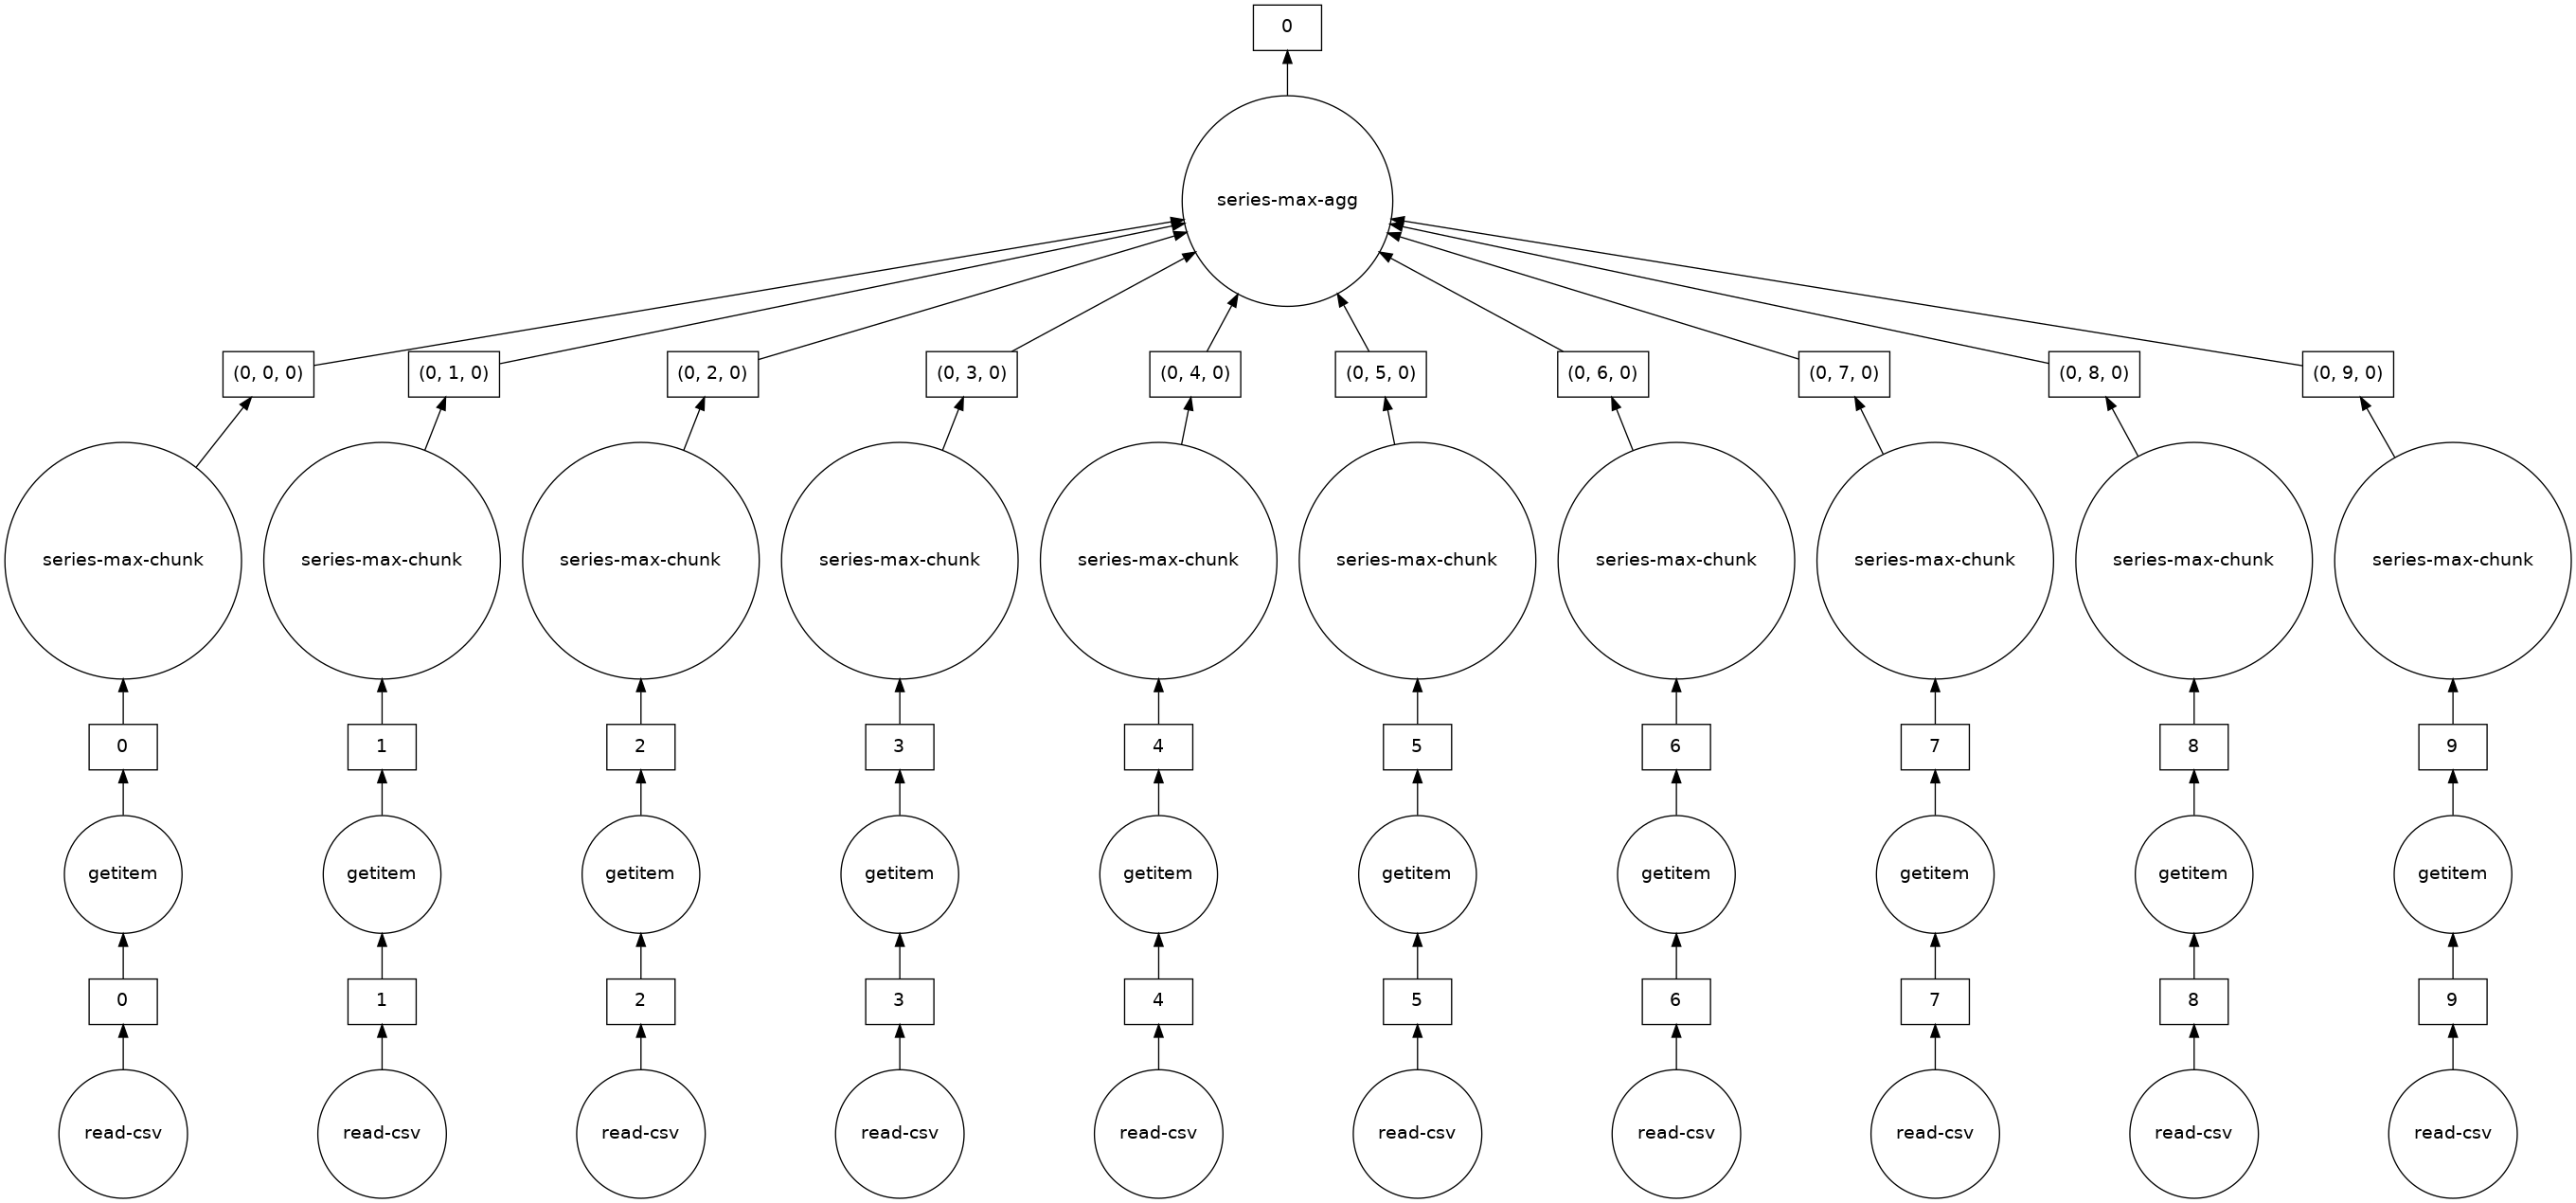 0
series-max-agg
(0, 0, 0) (0, 1, 0) (0, 2, 0) (0, 3, 0) (0, 4, 0) (0, 5, 0) (0, 6, 0) (0, 7, 0) (0, 8, 0) (0, 9, 0)
series-max-chunk series-max-chunk series-max-chunk series-max-chunk series-max-chunk series-max-chunk series-max-chunk series-max-chunk series-max-chunk series-max-chunk
0 1 2 3 4 5 6 7 8 9
getitem getitem getitem getitem getitem getitem getitem getitem getitem getitem
0 1 2 3 4 5 6 7 8 9
read-csv read-csv read-csv read-csv read-csv read-csv read-csv read-csv read-csv read-csv